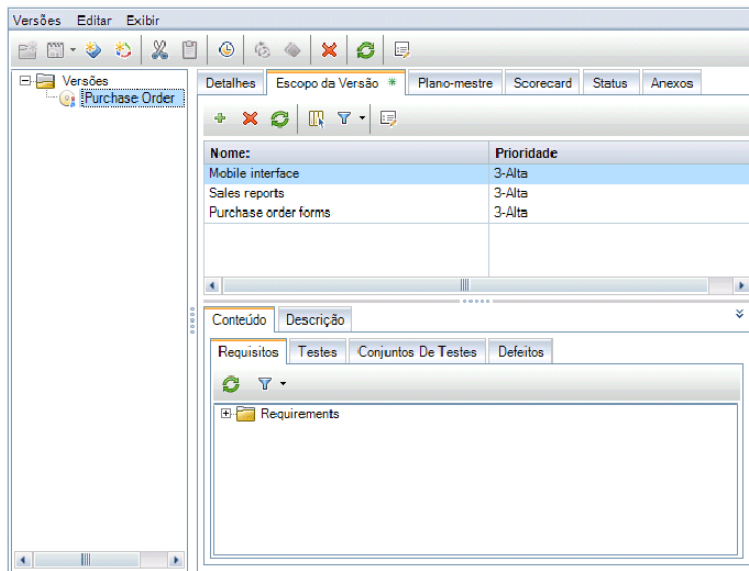 Versões Editar Exibir
Versões
Purchase Order
Detalhes Escopo da Versão * Plano-mestre Scorecard Status Anexos
Nome: Prioridade
Mobile interface 3-Alta
Sales reports 3-Alta
Purchase order forms 3-Alta
Conteúdo Descrição
Requisitos Testes Conjuntos De Testes Defeitos
Requirements